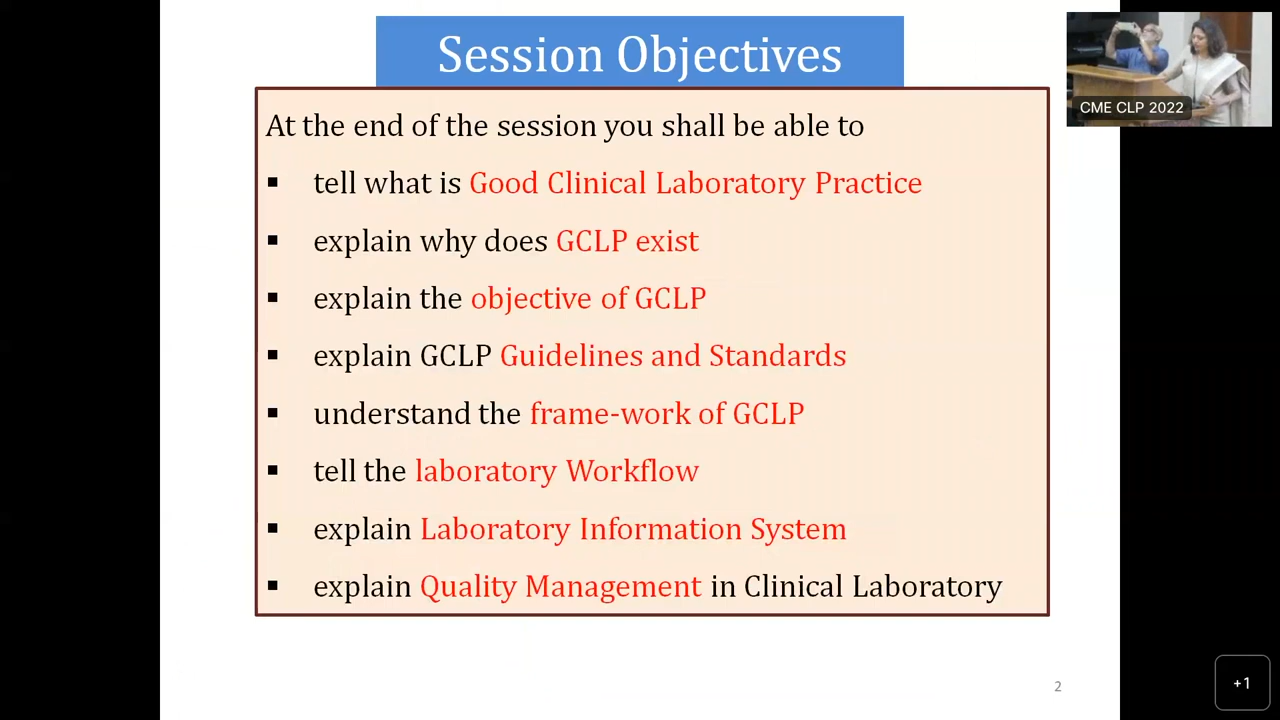 Session Objectives
At the end of the session you shall be able to
▪ tell what is Good Clinical Laboratory Practice
▪ explain why does GCLP exist
▪ explain the objective of GCLP
▪ explain GCLP Guidelines and Standards
▪ understand the frame-work of GCLP
▪ tell the laboratory Workflow
▪ explain Laboratory Information System
▪ explain Quality Management in Clinical Laboratory
CME CLP 2022
2
+1